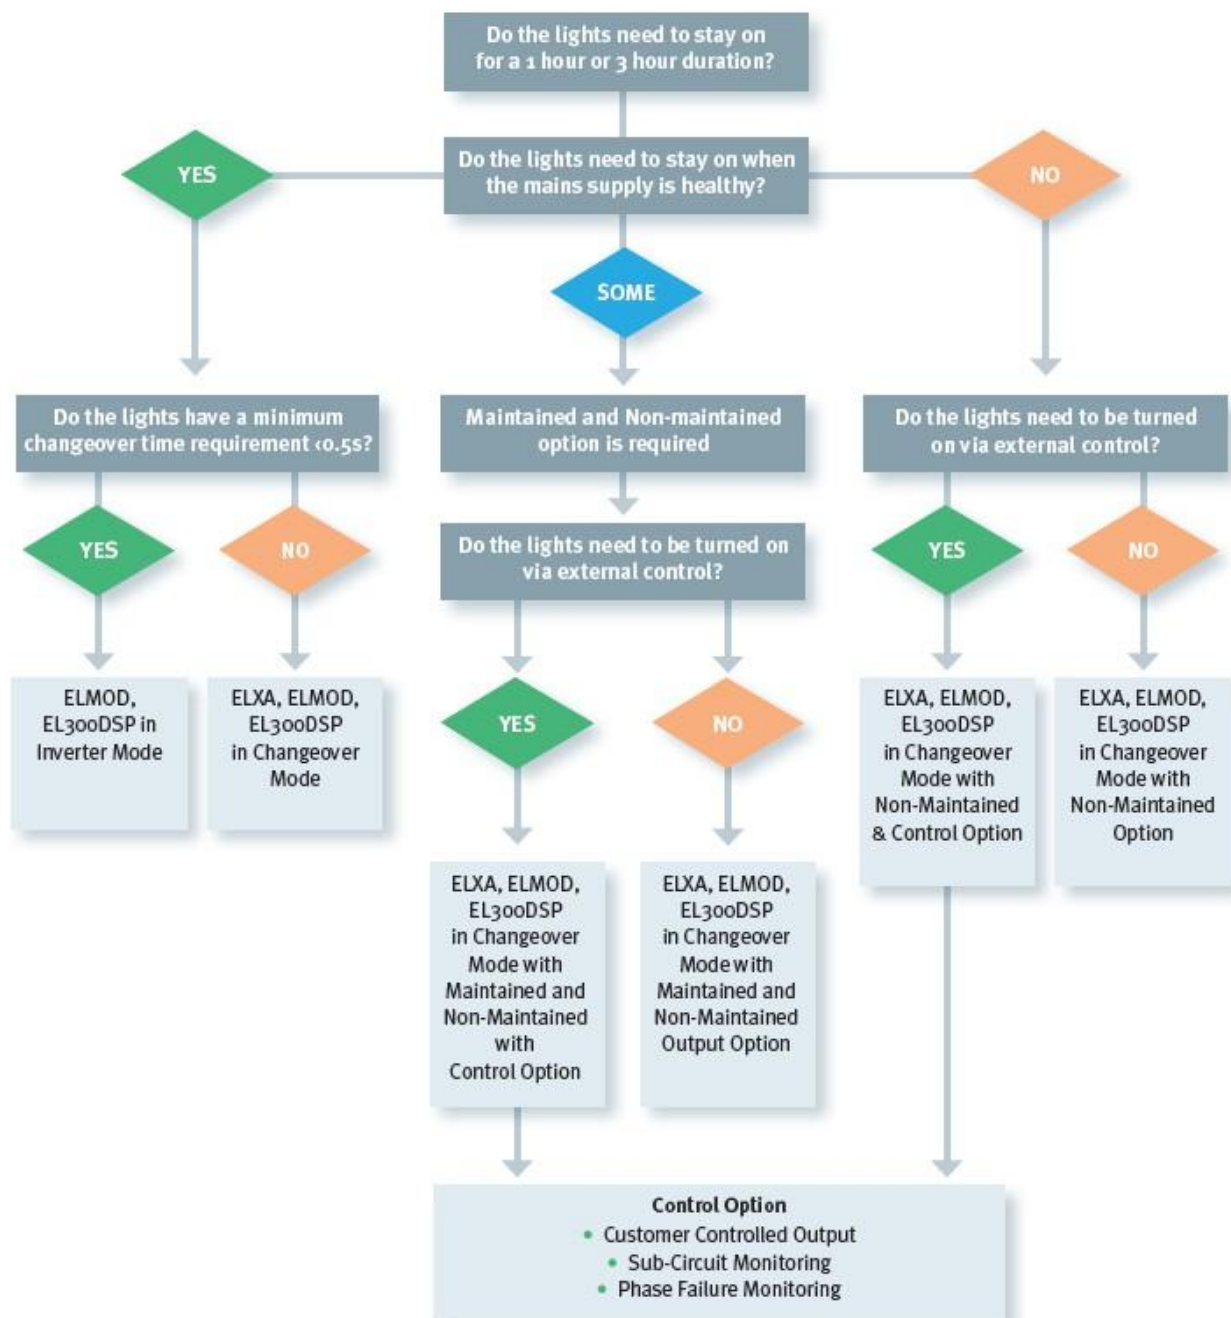 Do the lights need to stay on
for a 1 hour or 3 hour duration?
Do the lights need to stay on when
the mains supply is healthy?
YES
NO
SOME
Do the lights have a minimum
changeover time requirement <0.5s?
Maintained and Non-maintained
option is required
Do the lights need to be turned
on via external control?
YES
NO
Do the lights need to be turned on
via external control?
YES
NO
ELMOD,
EL300DSP in
Inverter Mode
ELXA, ELMOD,
EL300DSP
in Changeover
Mode
YES
NO
ELXA, ELMOD,
EL300DSP
in Changeover
Mode with
Non-Maintained
& Control Option
ELXA, ELMOD,
EL300DSP
in Changeover
Mode with
Non-Maintained
Option
ELXA, ELMOD,
EL300DSP
in Changeover
Mode with
Maintained and
Non-Maintained
with
Control Option
ELXA, ELMOD,
EL300DSP
in Changeover
Mode with
Maintained and
Non-Maintained
Output Option
Control Option
• Customer Controlled Output
• Sub-Circuit Monitoring
• Phase Failure Monitoring